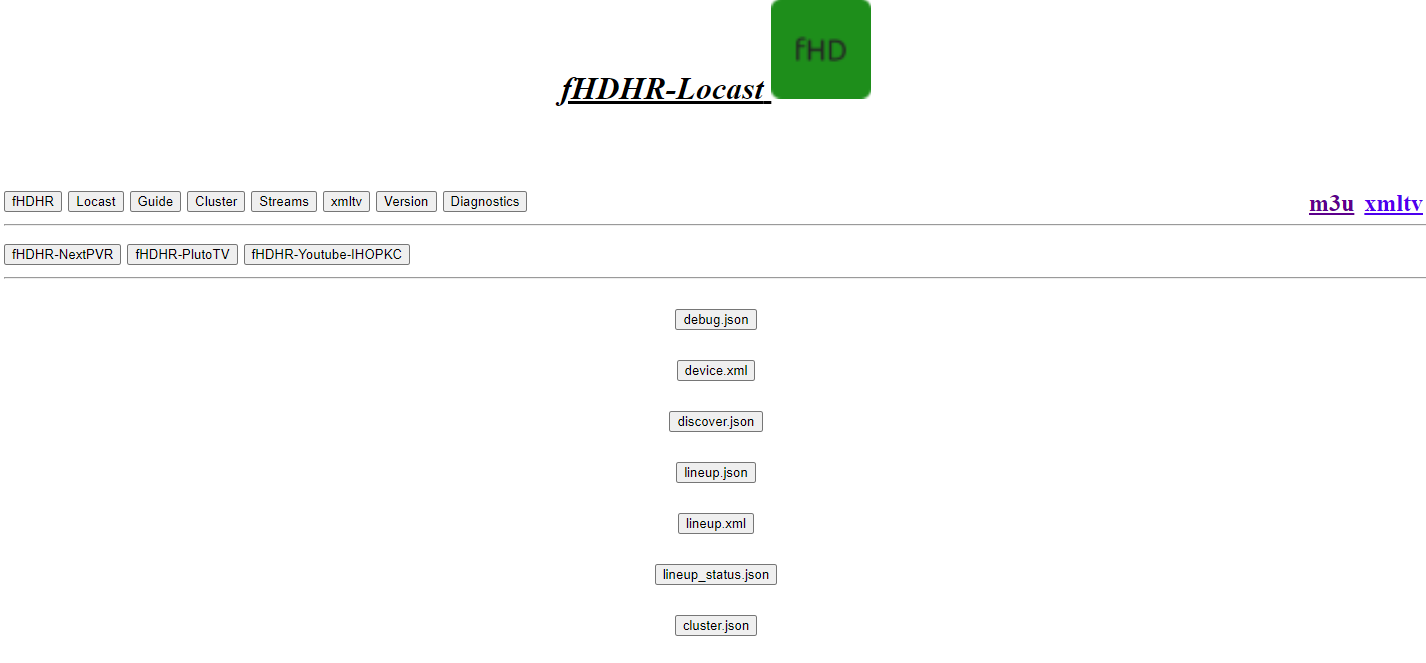 fHD
fHDHR-Locast
fHDHR Locast Guide Cluster Streams xmltv Version Diagnostics m3u xmltv
fHDHR-NextPVR fHDHR-PlutoTV fHDHR-Youtube-IHOPKC
debug.json
device.xml
discover.json
lineup.json
lineup.xml
lineup_status.json
cluster.json